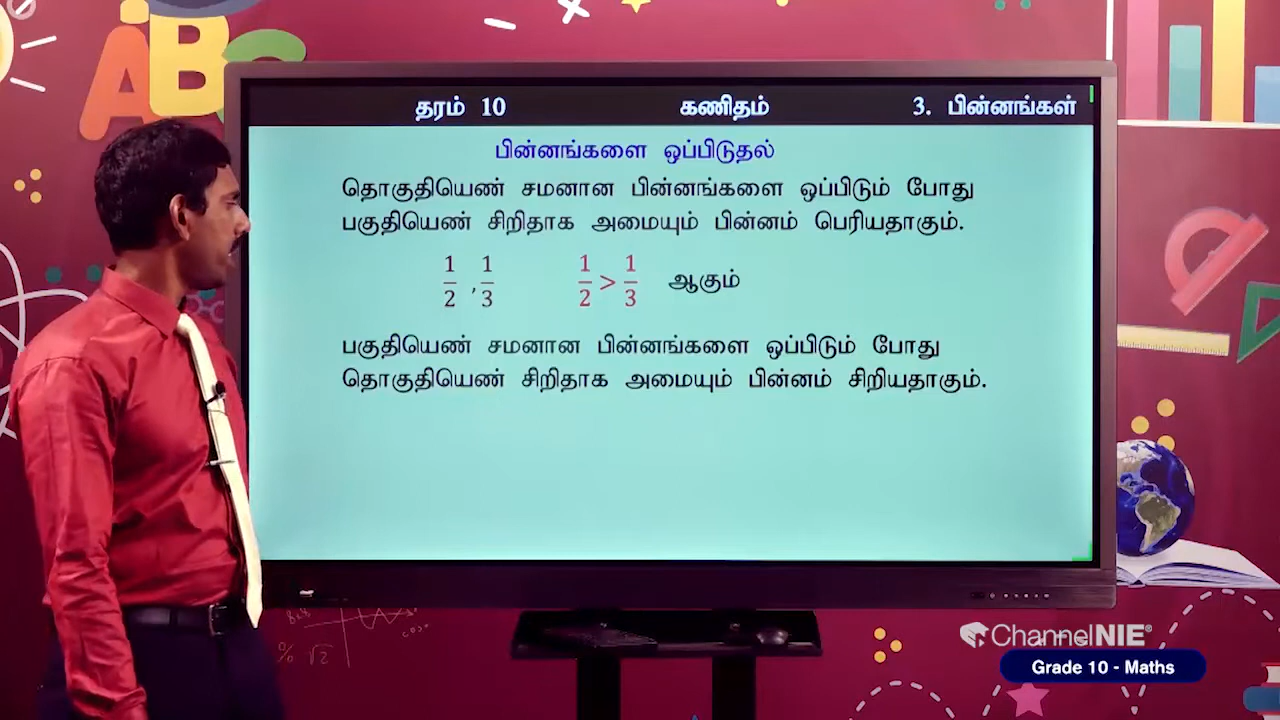 ABC
தரம் 10 கணிதம் 3. பின்னங்கள்
பின்னங்களை ஒப்பிடுதல்
தொகுதியெண் சமனான பின்னங்களை ஒப்பிடும் போது
பகுதியெண் சிறிதாக அமையும் பின்னம் பெரியதாகும்.
1/2 , 1/3 1/2 > 1/3 ஆகும்
பகுதியெண் சமனான பின்னங்களை ஒப்பிடும் போது
தொகுதியெண் சிறிதாக அமையும் பின்னம் சிறியதாகும்.
% √2
ChannelNIE®
Grade 10 - Maths